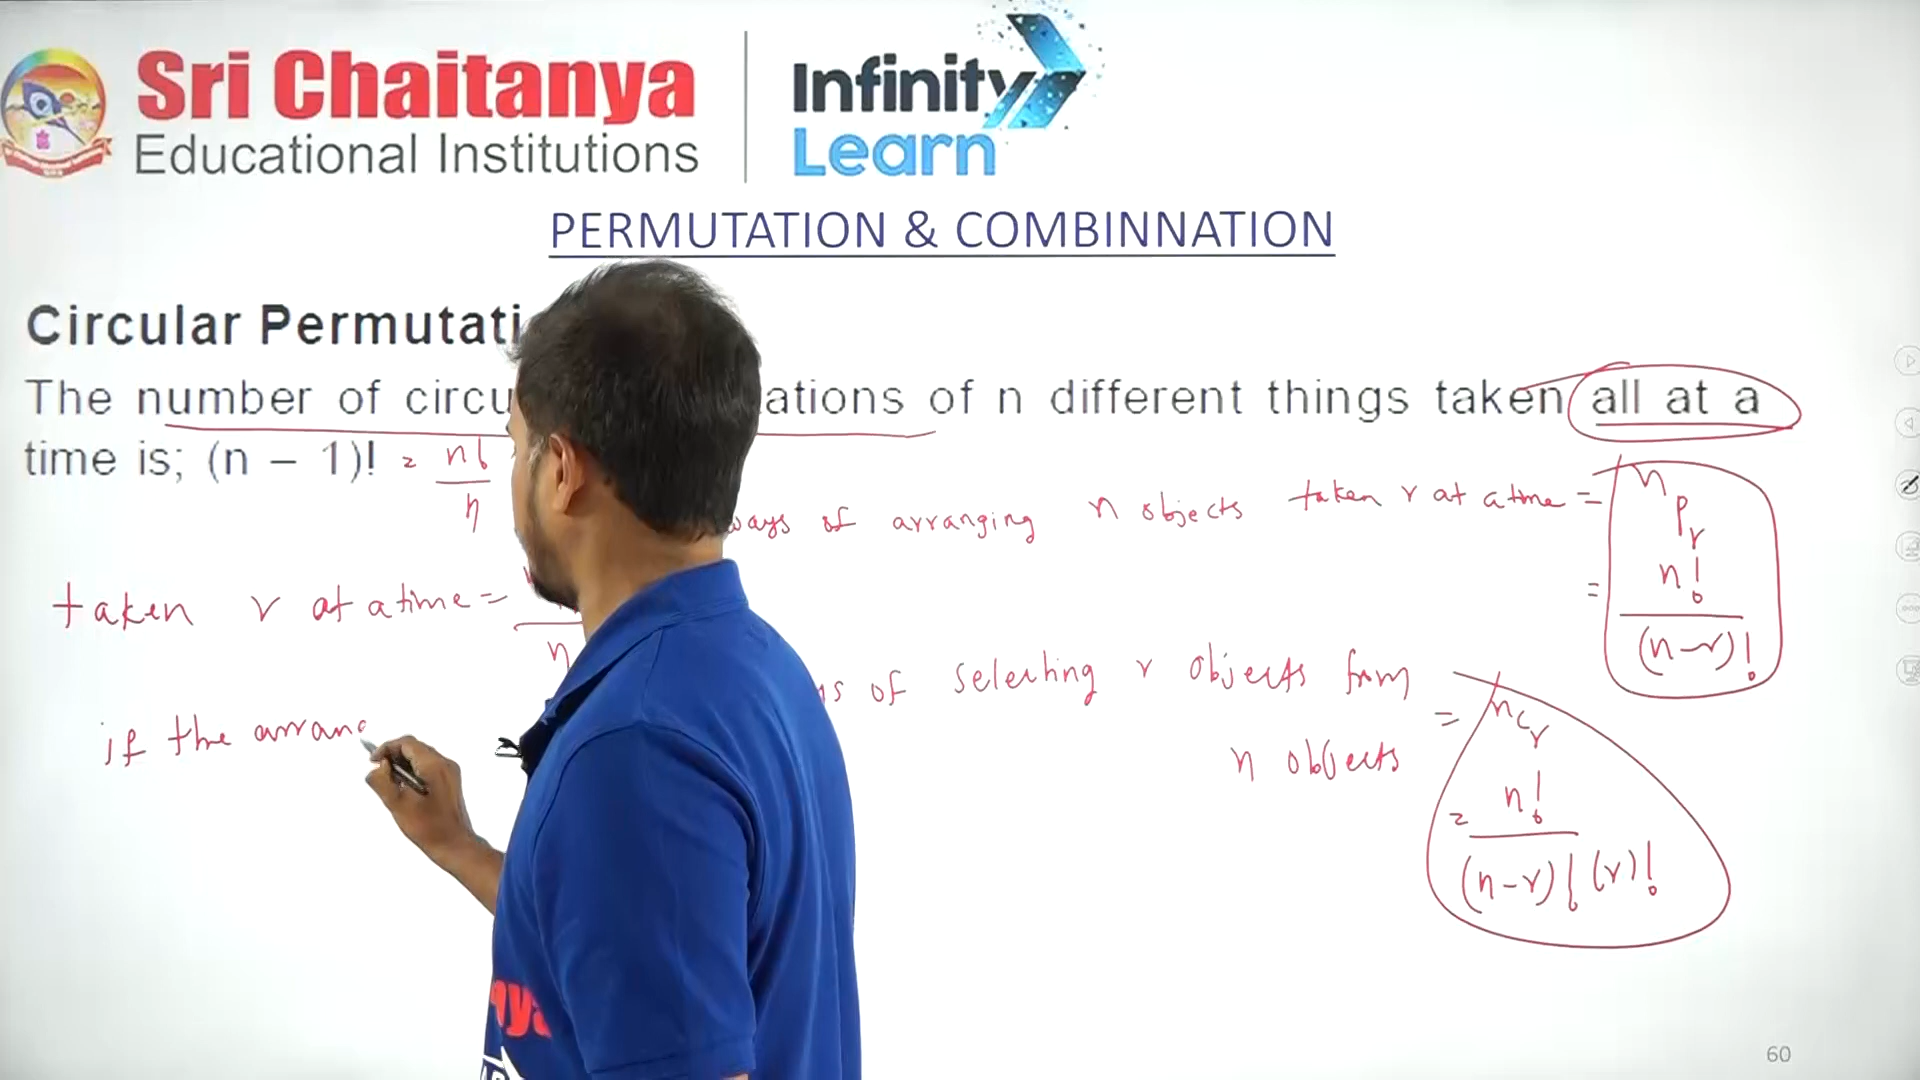 Sri Chaitanya
Educational Institutions
Infinity
Learn
PERMUTATION & COMBINNATION
Circular Permutati
The number of circu ations of n different things taken all at a
time is; (n – 1)! = n!/n
ways of arranging n objects taken r at a time = nPr
= n!/(n-r)!
taken r at a time = /n
of selecting r objects from n objects = nCr
= n!/(n-r)!(r)!
if the arrang
60